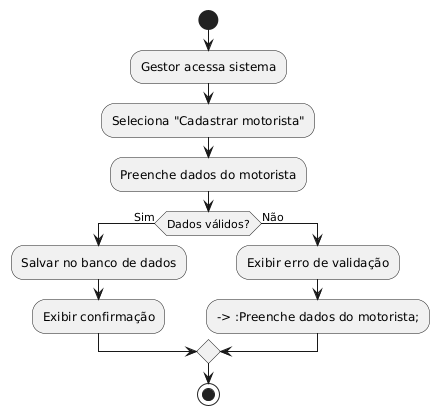 Gestor acessa sistema
Seleciona "Cadastrar motorista"
Preenche dados do motorista
Sim
Dados válidos?
Não
Salvar no banco de dados
Exibir erro de validação
Exibir confirmação
-> :Preenche dados do motorista;